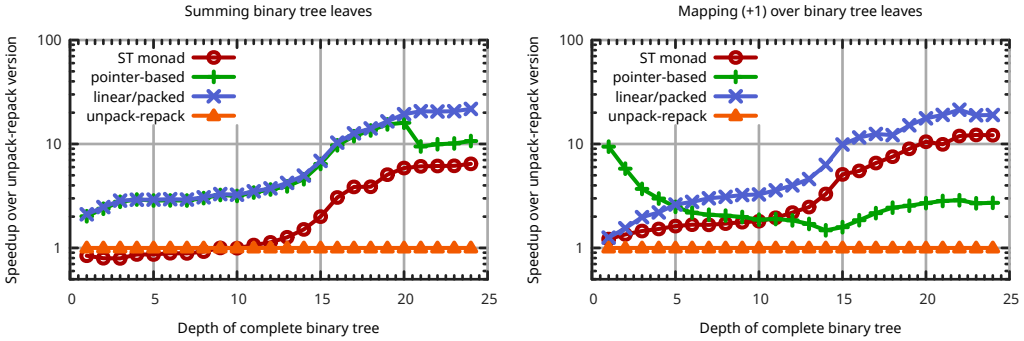 Summing binary tree leaves
Speedup over unpack-repack version
100
10
1
ST monad
pointer-based
linear/packed
unpack-repack
0 5 10 15 20 25
Depth of complete binary tree
Mapping (+1) over binary tree leaves
Speedup over unpack-repack version
100
10
1
ST monad
pointer-based
linear/packed
unpack-repack
0 5 10 15 20 25
Depth of complete binary tree